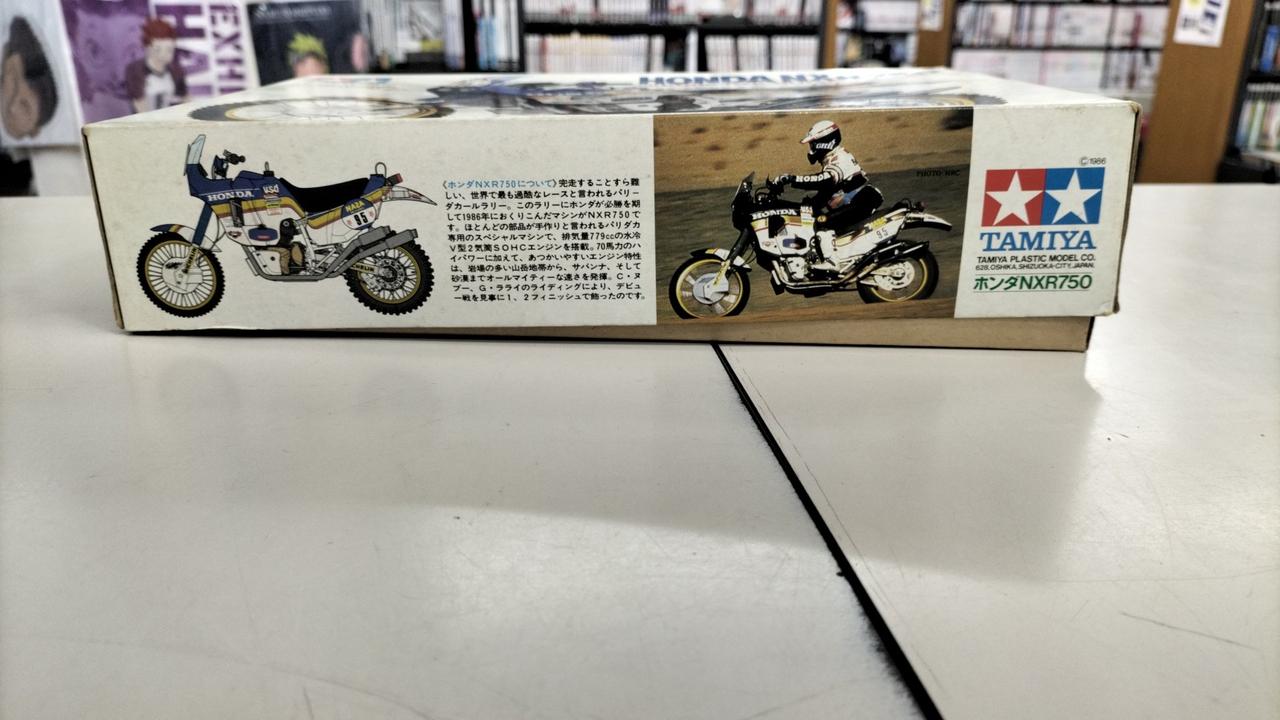 EXH
HA
HONDA NX
HONDA
USO
95
《ホンダNXR750について》完走することすら難
しい、世界で最も過酷なレースと言われるパリー
ダカールラリー。このラリーにホンダが必勝を期
して1986年におくりこんだマシンがNXR750で
す。ほとんどの部品が手作りと言われるパリダカ
専用のスペシャルマシンで、排気量779ccの水冷
V型2気筒SOHCエンジンを搭載。70馬力のハ
イパワーに加えて、あつかいやすいエンジン特性
は、岩場の多い山岳地帯から、サバンナ、そして
砂漠までオールマイティーな速さを発揮。C・ヌ
ブー、G・ラライのライディングにより、デビュ
ー戦を見事に1、2フィニッシュで飾ったのです。
HONDA
HONDA
95
PHOTO HRC
©1986
TAMIYA
TAMIYA PLASTIC MODEL CO.
628, OSHIKA, SHIZUOKA-CITY, JAPAN.
ホンダNXR750